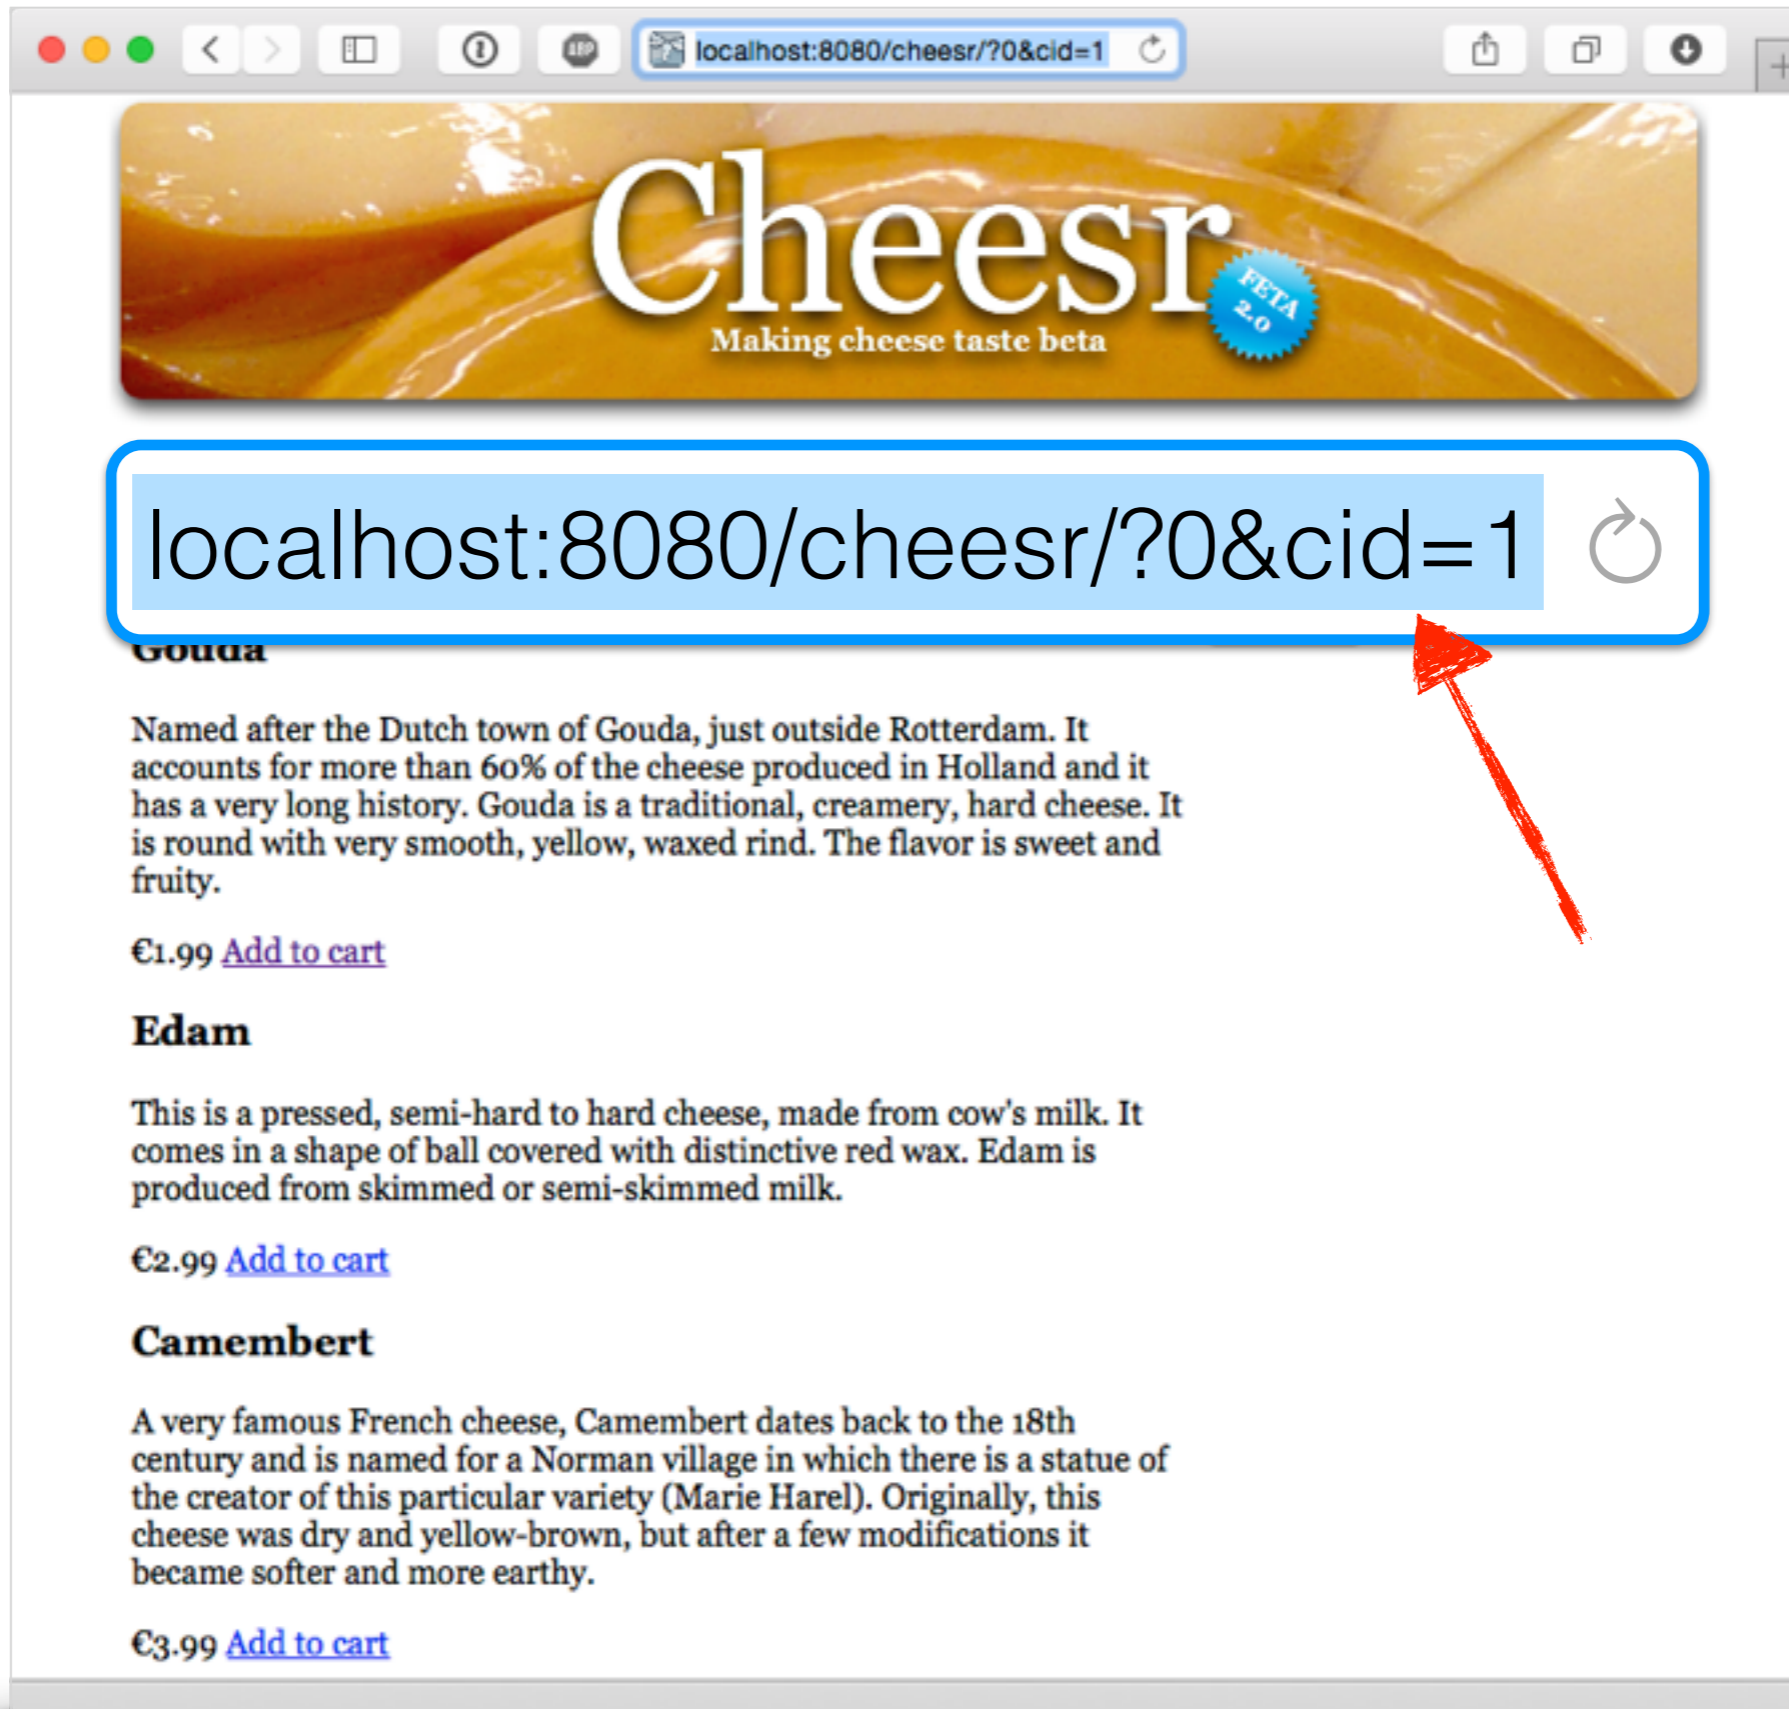 localhost:8080/cheesr/?0&cid=1
ABP
Cheesr
FETA
2.0
Making cheese taste beta
localhost:8080/cheesr/?0&cid=1
Gouda
Named after the Dutch town of Gouda, just outside Rotterdam. It
accounts for more than 60% of the cheese produced in Holland and it
has a very long history. Gouda is a traditional, creamery, hard cheese. It
is round with very smooth, yellow, waxed rind. The flavor is sweet and
fruity.
€1.99 Add to cart
Edam
This is a pressed, semi-hard to hard cheese, made from cow's milk. It
comes in a shape of ball covered with distinctive red wax. Edam is
produced from skimmed or semi-skimmed milk.
€2.99 Add to cart
Camembert
A very famous French cheese, Camembert dates back to the 18th
century and is named for a Norman village in which there is a statue of
the creator of this particular variety (Marie Harel). Originally, this
cheese was dry and yellow-brown, but after a few modifications it
became softer and more earthy.
€3.99 Add to cart